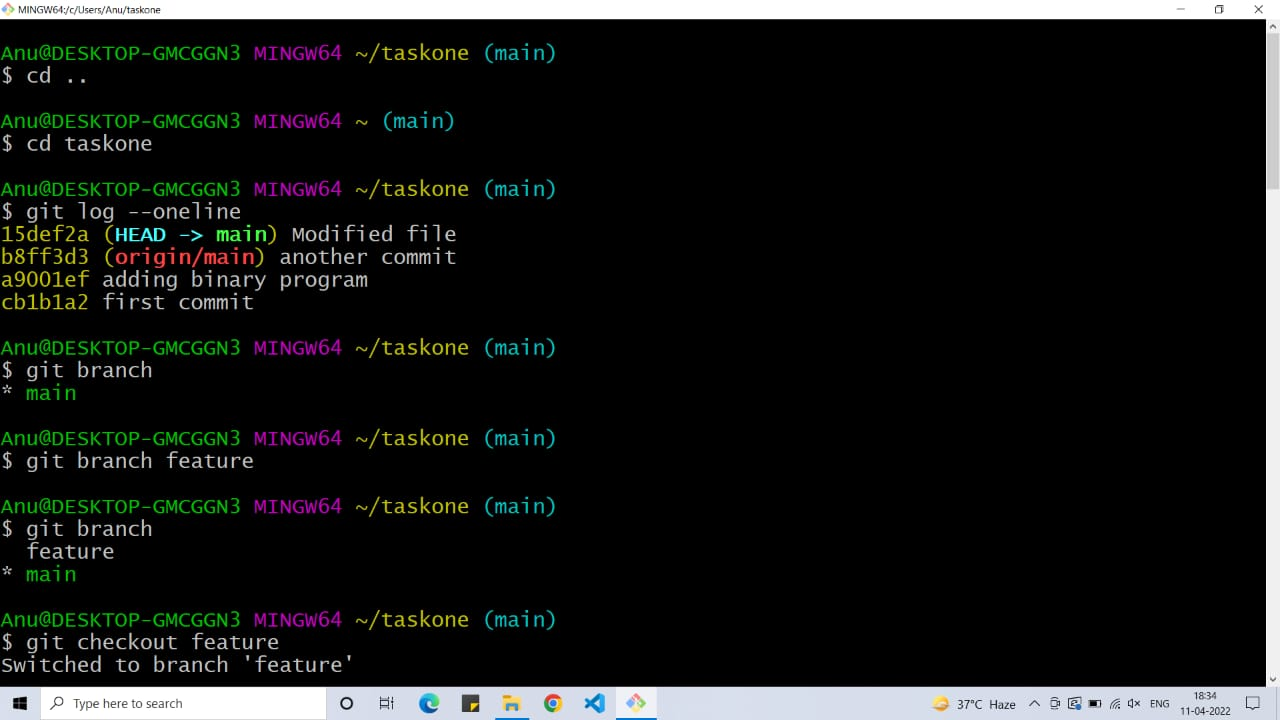 MINGW64:/c/Users/Anu/taskone
Anu@DESKTOP-GMCGGN3 MINGW64 ~/taskone (main)
$ cd ..
Anu@DESKTOP-GMCGGN3 MINGW64 ~ (main)
$ cd taskone
Anu@DESKTOP-GMCGGN3 MINGW64 ~/taskone (main)
$ git log --oneline
15def2a (HEAD -> main) Modified file
b8ff3d3 (origin/main) another commit
a9001ef adding binary program
cb1b1a2 first commit
Anu@DESKTOP-GMCGGN3 MINGW64 ~/taskone (main)
$ git branch
* main
Anu@DESKTOP-GMCGGN3 MINGW64 ~/taskone (main)
$ git branch feature
Anu@DESKTOP-GMCGGN3 MINGW64 ~/taskone (main)
$ git branch
  feature
* main
Anu@DESKTOP-GMCGGN3 MINGW64 ~/taskone (main)
$ git checkout feature
Switched to branch 'feature'
Type here to search
37°C Haze
ENG
18:34
11-04-2022